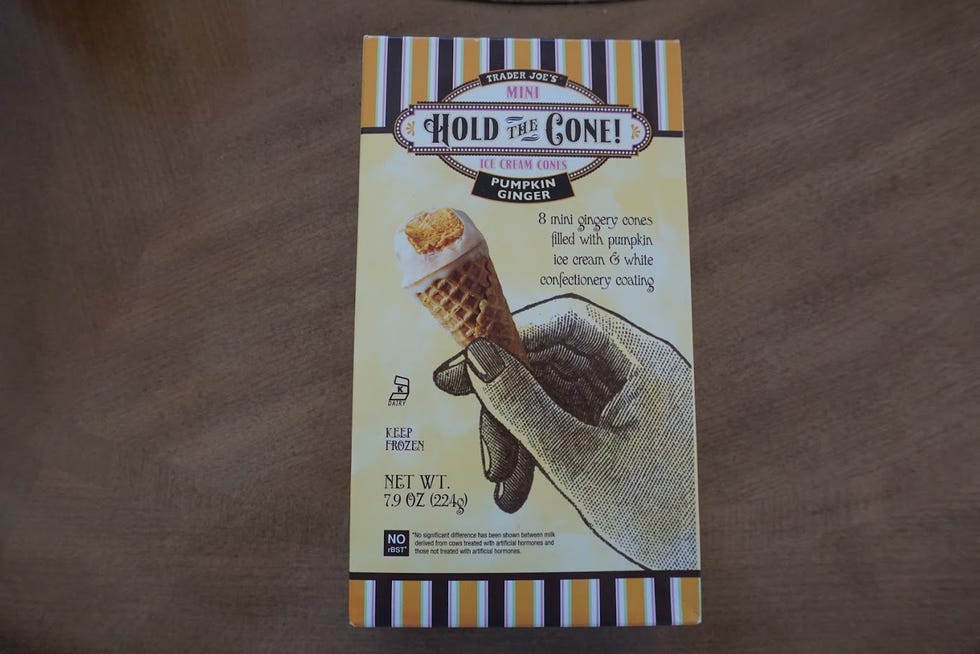 TRADER JOE'S
MINI
HOLD THE CONE!
ICE CREAM CONES
PUMPKIN
GINGER
8 mini gingery cones
filled with pumpkin
ice cream & white
confectionery coating
K
DAIRY
KEEP
FROZEN
NET WT.
7.9 OZ (224g)
NO
rBST*
*No significant difference has been shown between milk
derived from cows treated with artificial hormones and
those not treated with artificial hormones.